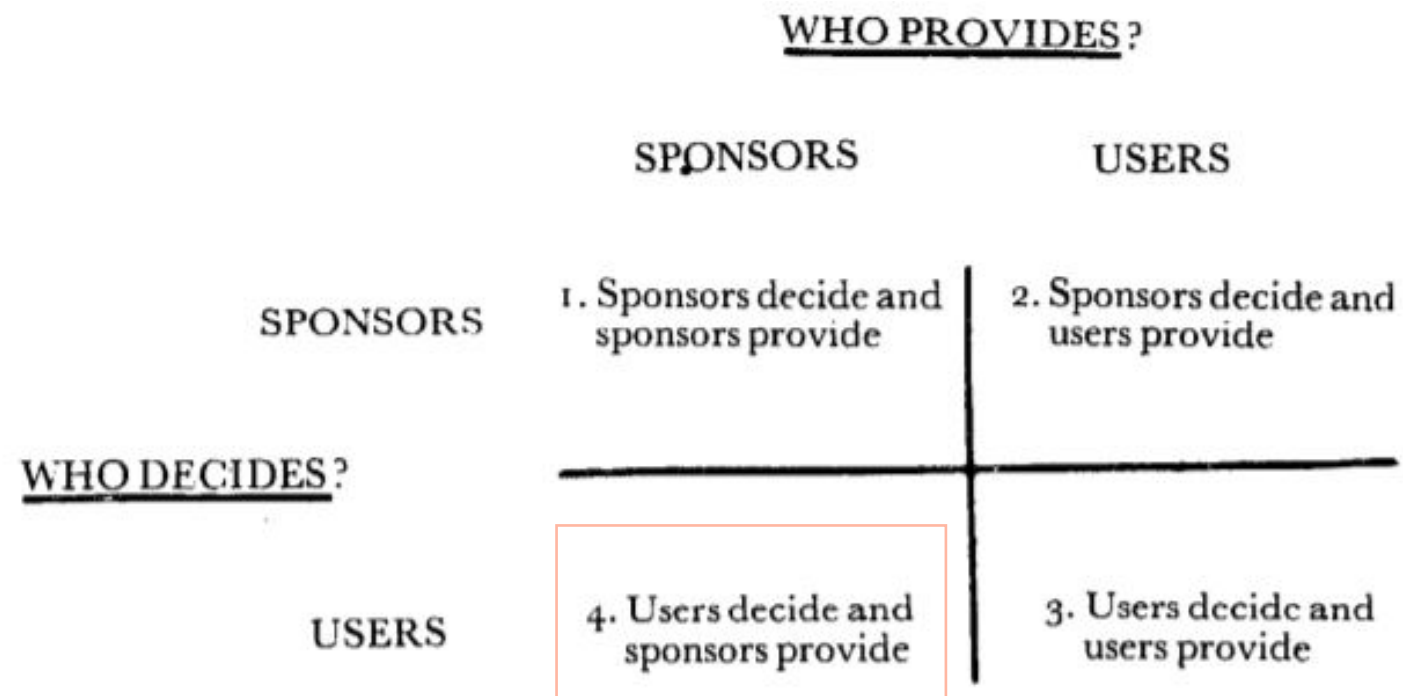 WHO PROVIDES?
SPONSORS USERS
SPONSORS
1. Sponsors decide and
sponsors provide
2. Sponsors decide and
users provide
WHO DECIDES?
USERS
4. Users decide and
sponsors provide
3. Users decide and
users provide